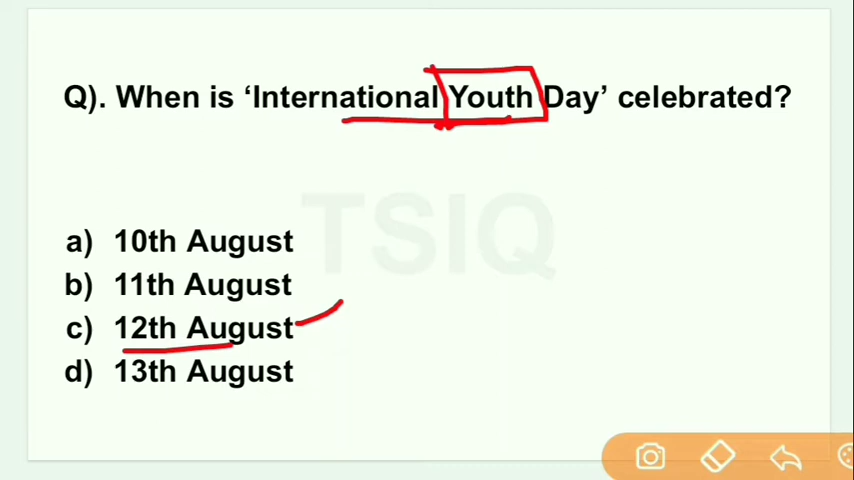 Q). When is ‘International Youth Day’ celebrated?
TSIQ
a) 10th August
b) 11th August
c) 12th August
d) 13th August